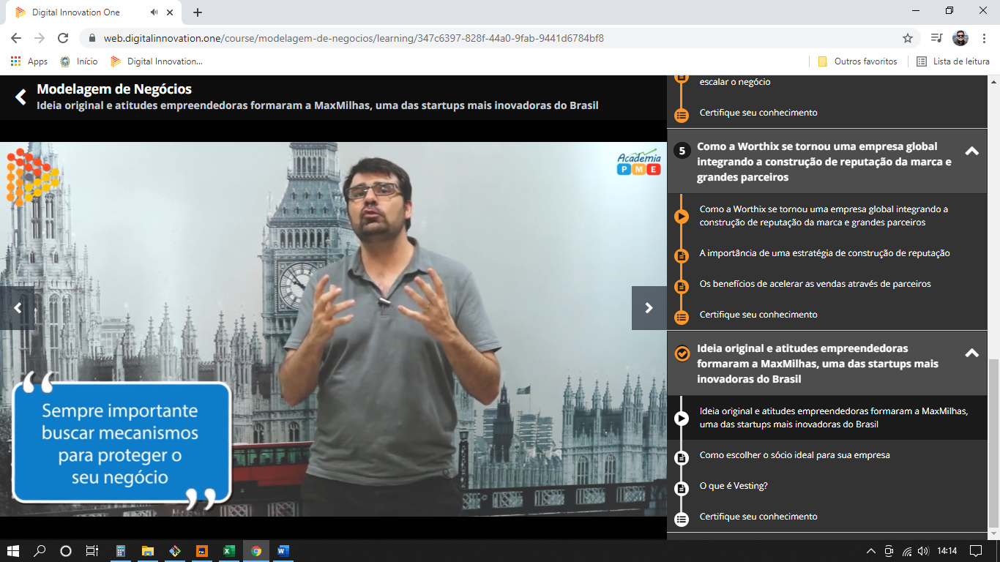 Digital Innovation One
web.digitalinnovation.one/course/modelagem-de-negocios/learning/347c6397-828f-44a0-9fab-9441d6784bf8
Apps
Início
Digital Innovation...
Outros favoritos
Lista de leitura
Modelagem de Negócios
Ideia original e atitudes empreendedoras formaram a MaxMilhas, uma das startups mais inovadoras do Brasil
Academia
P M E
Sempre importante
buscar mecanismos
para proteger o
seu negócio
escalar o negócio
Certifique seu conhecimento
5
Como a Worthix se tornou uma empresa global
integrando a construção de reputação da marca e
grandes parceiros
Como a Worthix se tornou uma empresa global integrando a
construção de reputação da marca e grandes parceiros
A importância de uma estratégia de construção de reputação
Os benefícios de acelerar as vendas através de parceiros
Certifique seu conhecimento
Ideia original e atitudes empreendedoras
formaram a MaxMilhas, uma das startups mais
inovadoras do Brasil
Ideia original e atitudes empreendedoras formaram a MaxMilhas,
uma das startups mais inovadoras do Brasil
Como escolher o sócio ideal para sua empresa
O que é Vesting?
Certifique seu conhecimento
14:14